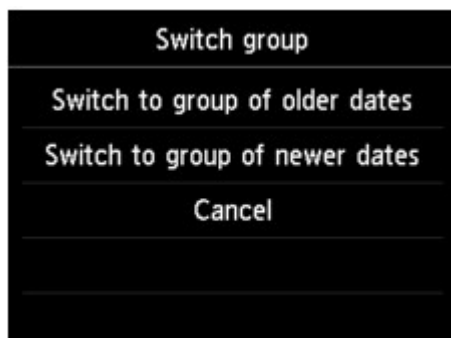 Switch group
Switch to group of older dates
Switch to group of newer dates
Cancel